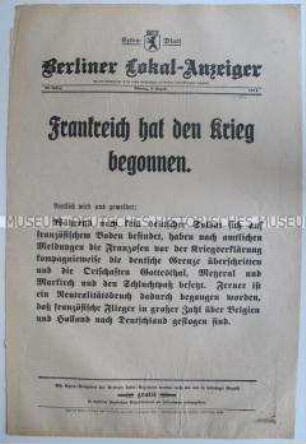 Extra-Blatt
Berliner Lokal-Anzeiger
Frankreich hat den Krieg
begonnen.
Amtlich wird uns gemeldet:
Während noch kein deutscher Soldat sich auf
französischem Boden befindet, haben nach amtlichen
Meldungen die Franzosen vor der Kriegserklärung
kompagnieweise die deutsche Grenze überschritten
und die Ortschaften Gottesthal, Metzeral und
Markirch und den Schluchtpaß besetzt. Ferner ist
ein Neutralitätsbruch dadurch begangen worden,
daß französische Flieger in großer Zahl über Belgien
und Holland nach Deutschland geflogen sind.
gratis